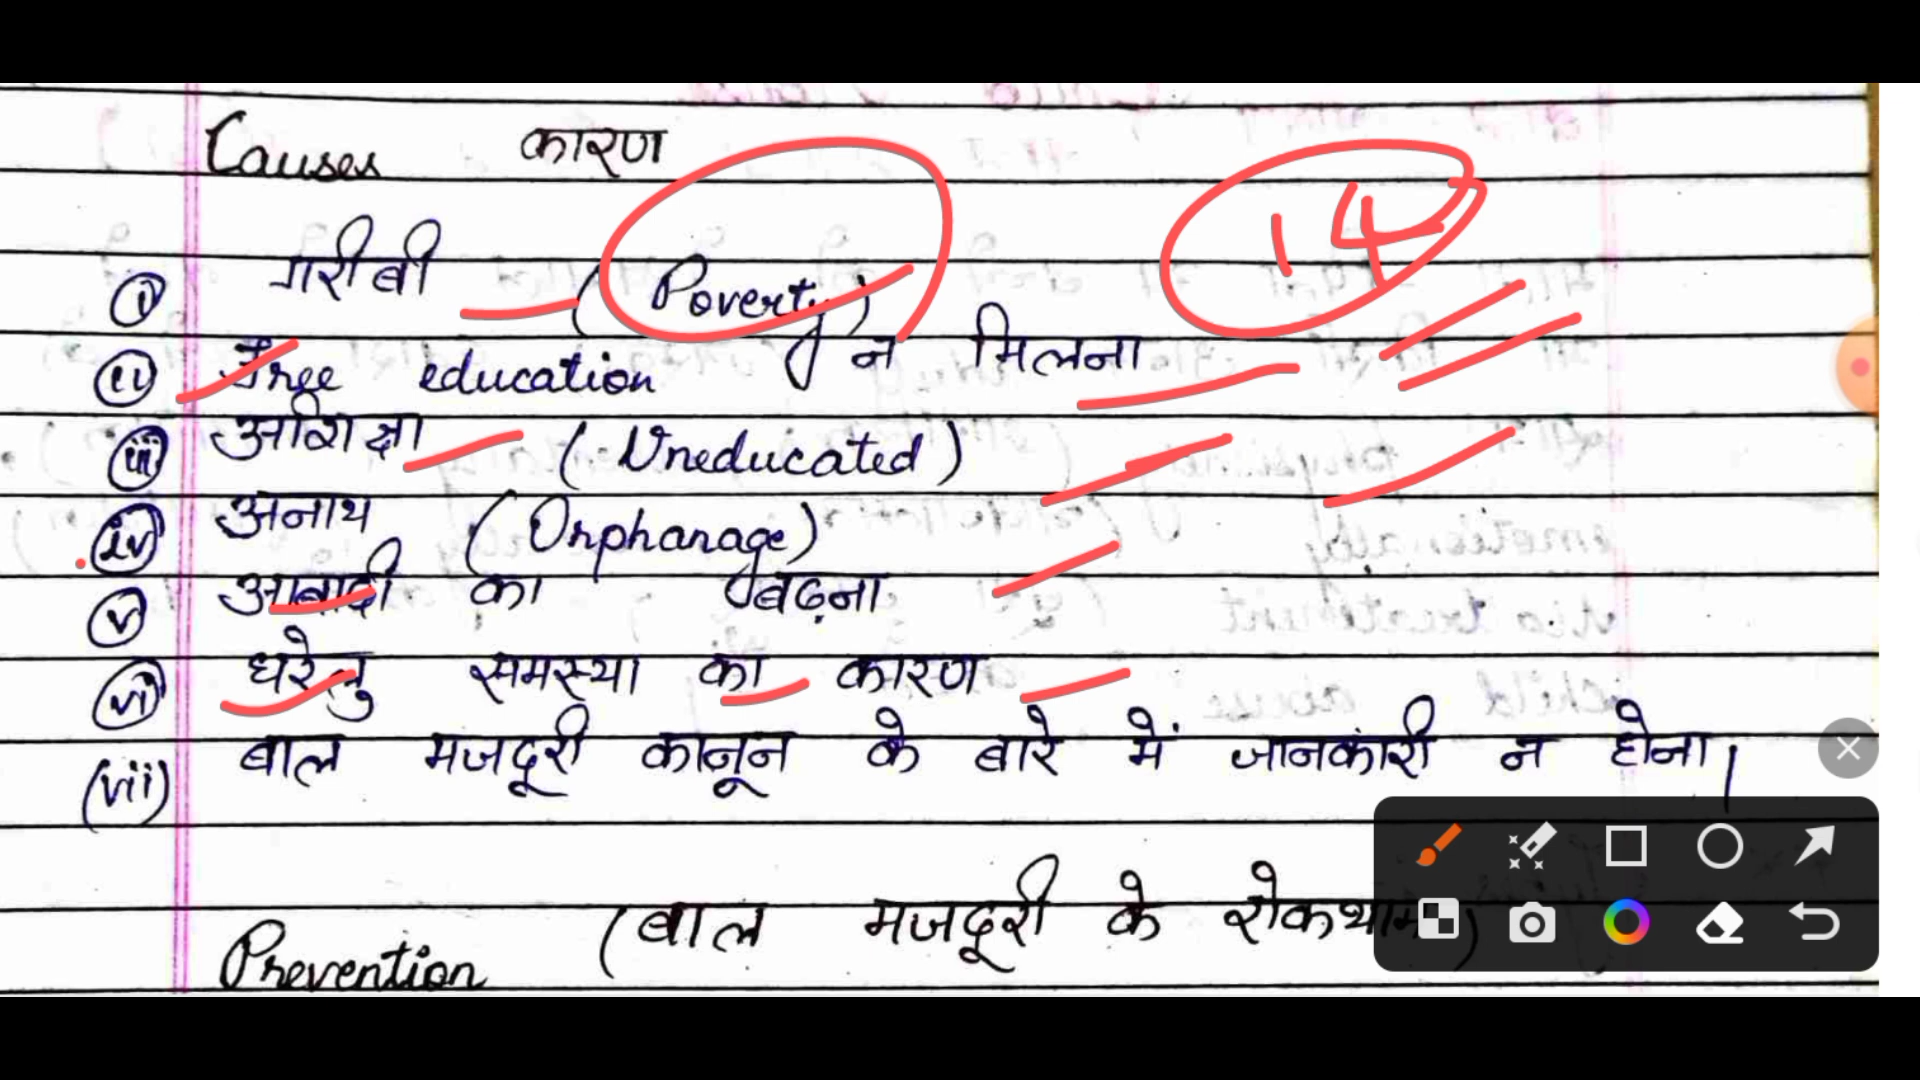 Causes कारण
14
(i) गरीबी (Poverty)
(ii) Free education न मिलना
(iii) अशिक्षा (Uneducated)
(iv) अनाथ (Orphanage)
(v) आबादी का बढ़ना
(vi) घरेलु समस्या का कारण
(vii) बाल मजदूरी कानून के बारे में जानकारी न होना।
Prevention (बाल मजदूरी के रोकथाम)